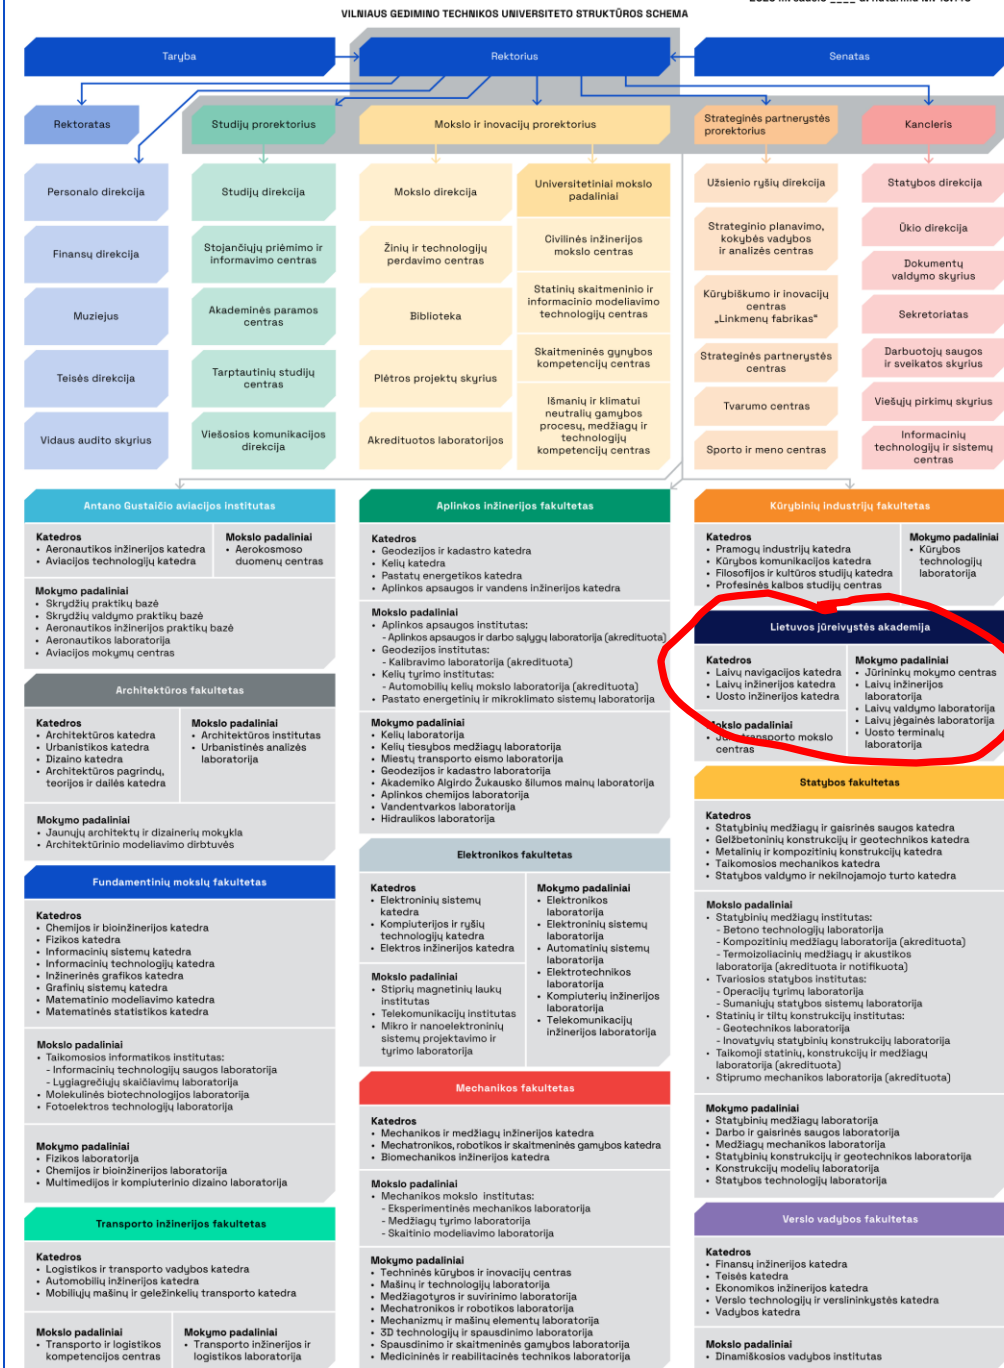 VILNIAUS GEDIMINO TECHNIKOS UNIVERSITETO STRUKTŪROS SCHEMA
Taryba
Rektorius
Senatas
Rektoratas
Studijų prorektorius
Mokslo ir inovacijų prorektorius
Strateginės partnerystės
prorektorius
Kancleris
Personalo direkcija
Finansų direkcija
Muziejus
Teisės direkcija
Vidaus audito skyrius
Studijų direkcija
Stojančiųjų priėmimo ir
informavimo centras
Akademinės paramos
centras
Tarptautinių studijų
centras
Viešosios komunikacijos
direkcija
Mokslo direkcija
Žinių ir technologijų
perdavimo centras
Biblioteka
Plėtros projektų skyrius
Akredituotos laboratorijos
Universitetiniai mokslo
padaliniai
Civilinės inžinerijos
mokslo centras
Statinių skaitmeninio ir
informacinio modeliavimo
technologijų centras
Skaitmeninės gynybos
kompetencijų centras
Išmanių ir klimatui
neutralių gamybos
procesų, medžiagų ir
technologijų
kompetencijų centras
Užsienio ryšių direkcija
Strateginio planavimo,
kokybės vadybos
ir analizės centras
Kūrybiškumo ir inovacijų
centras
„Linkmenų fabrikas“
Strateginės partnerystės
centras
Tvarumo centras
Sporto ir meno centras
Statybos direkcija
Ūkio direkcija
Dokumentų
valdymo skyrius
Sekretoriatas
Darbuotojų saugos
ir sveikatos skyrius
Viešųjų pirkimų skyrius
Informacinių
technologijų ir sistemų
centras
Antano Gustaičio aviacijos institutas
Katedros
• Aeronautikos inžinerijos katedra
• Aviacijos technologijų katedra
Mokslo padaliniai
• Aerokosmoso
duomenų centras
Mokymo padaliniai
• Skrydžių praktikų bazė
• Skrydžių valdymo praktikų bazė
• Aeronautikos inžinerijos praktikų bazė
• Aeronautikos laboratorija
• Aviacijos mokymų centras
Architektūros fakultetas
Katedros
• Architektūros katedra
• Urbanistikos katedra
• Dizaino katedra
• Architektūros pagrindų,
teorijos ir dailės katedra
Mokslo padaliniai
• Architektūros institutas
• Urbanistinės analizės
laboratorija
Mokymo padaliniai
• Jaunųjų architektų ir dizainerių mokykla
• Architektūrinio modeliavimo dirbtuvės
Fundamentinių mokslų fakultetas
Katedros
• Chemijos ir bioinžinerijos katedra
• Fizikos katedra
• Informacinių sistemų katedra
• Informacinių technologijų katedra
• Inžinerinės grafikos katedra
• Grafinių sistemų katedra
• Matematinio modeliavimo katedra
• Matematinės statistikos katedra
Mokslo padaliniai
• Taikomosios informatikos institutas:
- Informacinių technologijų saugos laboratorija
- Lygiagrečiųjų skaičiavimų laboratorija
• Molekulinės biotechnologijos laboratorija
• Fotoelektros technologijų laboratorija
Mokymo padaliniai
• Fizikos laboratorija
• Chemijos ir bioinžinerijos laboratorija
• Multimedijos ir kompiuterinio dizaino laboratorija
Transporto inžinerijos fakultetas
Katedros
• Logistikos ir transporto vadybos katedra
• Automobilių inžinerijos katedra
• Mobiliųjų mašinų ir geležinkelių transporto katedra
Mokslo padaliniai
• Transporto ir logistikos
kompetencijos centras
Mokymo padaliniai
• Transporto inžinerijos ir
logistikos laboratorija
Aplinkos inžinerijos fakultetas
Katedros
• Geodezijos ir kadastro katedra
• Kelių katedra
• Pastatų energetikos katedra
• Aplinkos apsaugos ir vandens inžinerijos katedra
Mokslo padaliniai
• Aplinkos apsaugos institutas:
- Aplinkos apsaugos ir darbo sąlygų laboratorija (akredituota)
• Geodezijos institutas:
- Kalibravimo laboratorija (akredituota)
• Kelių tyrimo institutas:
- Automobilių kelių mokslo laboratorija (akredituota)
• Pastato energetinių ir mikroklimato sistemų laboratorija
Mokymo padaliniai
• Kelių laboratorija
• Kelių tiesybos medžiagų laboratorija
• Miestų transporto eismo laboratorija
• Geodezijos ir kadastro laboratorija
• Akademiko Algirdo Žukausko šilumos mainų laboratorija
• Aplinkos chemijos laboratorija
• Vandentvarkos laboratorija
• Hidraulikos laboratorija
Elektronikos fakultetas
Katedros
• Elektroninių sistemų
katedra
• Kompiuterijos ir ryšių
technologijų katedra
• Elektros inžinerijos katedra
Mokslo padaliniai
• Stiprių magnetinių laukų
institutas
• Telekomunikacijų institutas
• Mikro ir nanoelektroninių
sistemų projektavimo ir
tyrimo laboratorija
Mokymo padaliniai
• Elektronikos
laboratorija
• Elektroninių sistemų
laboratorija
• Automatinių sistemų
laboratorija
• Elektrotechnikos
laboratorija
• Kompiuterių inžinerijos
laboratorija
• Telekomunikacijų
inžinerijos laboratorija
Mechanikos fakultetas
Katedros
• Mechanikos ir medžiagų inžinerijos katedra
• Mechatronikos, robotikos ir skaitmeninės gamybos katedra
• Biomechanikos inžinerijos katedra
Mokslo padaliniai
• Mechanikos mokslo institutas:
- Eksperimentinės mechanikos laboratorija
- Medžiagų tyrimo laboratorija
- Skaitinio modeliavimo laboratorija
Mokymo padaliniai
• Techninės kūrybos ir inovacijų centras
• Mašinų ir technologijų laboratorija
• Medžiagotyros ir suvirinimo laboratorija
• Mechatronikos ir robotikos laboratorija
• Mechanizmų ir mašinų elementų laboratorija
• 3D technologijų ir spausdinimo laboratorija
• Spausdinimo ir skaitmeninės gamybos laboratorija
• Medicininės ir reabilitacinės technikos laboratorija
Kūrybinių industrijų fakultetas
Katedros
• Pramogų industrijų katedra
• Kūrybos komunikacijos katedra
• Filosofijos ir kultūros studijų katedra
• Profesinės kalbos studijų centras
Mokymo padaliniai
• Kūrybos
technologijų
laboratorija
Lietuvos jūreivystės akademija
Katedros
• Laivų navigacijos katedra
• Laivų inžinerijos katedra
• Uosto inžinerijos katedra
Mokslo padaliniai
transporto mokslo
centras
Mokymo padaliniai
• Jūrininkų mokymo centras
• Laivų inžinerijos
laboratorija
• Laivų valdymo laboratorija
• Laivų jėgainės laboratorija
• Uosto terminalų
laboratorija
Statybos fakultetas
Katedros
• Statybinių medžiagų ir gaisrinės saugos katedra
• Gelžbetoninių konstrukcijų ir geotechnikos katedra
• Metalinių ir kompozitinių konstrukcijų katedra
• Taikomosios mechanikos katedra
• Statybos valdymo ir nekilnojamojo turto katedra
Mokslo padaliniai
• Statybinių medžiagų institutas:
- Betono technologijų laboratorija
- Kompozitinių medžiagų laboratorija (akredituota)
- Termoizoliacinių medžiagų ir akustikos
laboratorija (akredituota ir notifikuota)
• Tvariosios statybos institutas:
- Operacijų tyrimų laboratorija
- Sumaniųjų statybos sistemų laboratorija
• Statinių ir tiltų konstrukcijų institutas:
- Geotechnikos laboratorija
- Inovatyvių statybinių konstrukcijų laboratorija
• Taikomoji statinių, konstrukcijų ir medžiagų
laboratorija (akredituota)
• Stiprumo mechanikos laboratorija (akredituota)
Mokymo padaliniai
• Statybinių medžiagų laboratorija
• Darbo ir gaisrinės saugos laboratorija
• Medžiagų mechanikos laboratorija
• Statybinių konstrukcijų ir geotechnikos laboratorija
• Konstrukcijų modelių laboratorija
• Statybos technologijų laboratorija
Verslo vadybos fakultetas
Katedros
• Finansų inžinerijos katedra
• Teisės katedra
• Ekonomikos inžinerijos katedra
• Verslo technologijų ir verslininkystės katedra
• Vadybos katedra
Mokslo padaliniai
• Dinamiškosios vadybos institutas